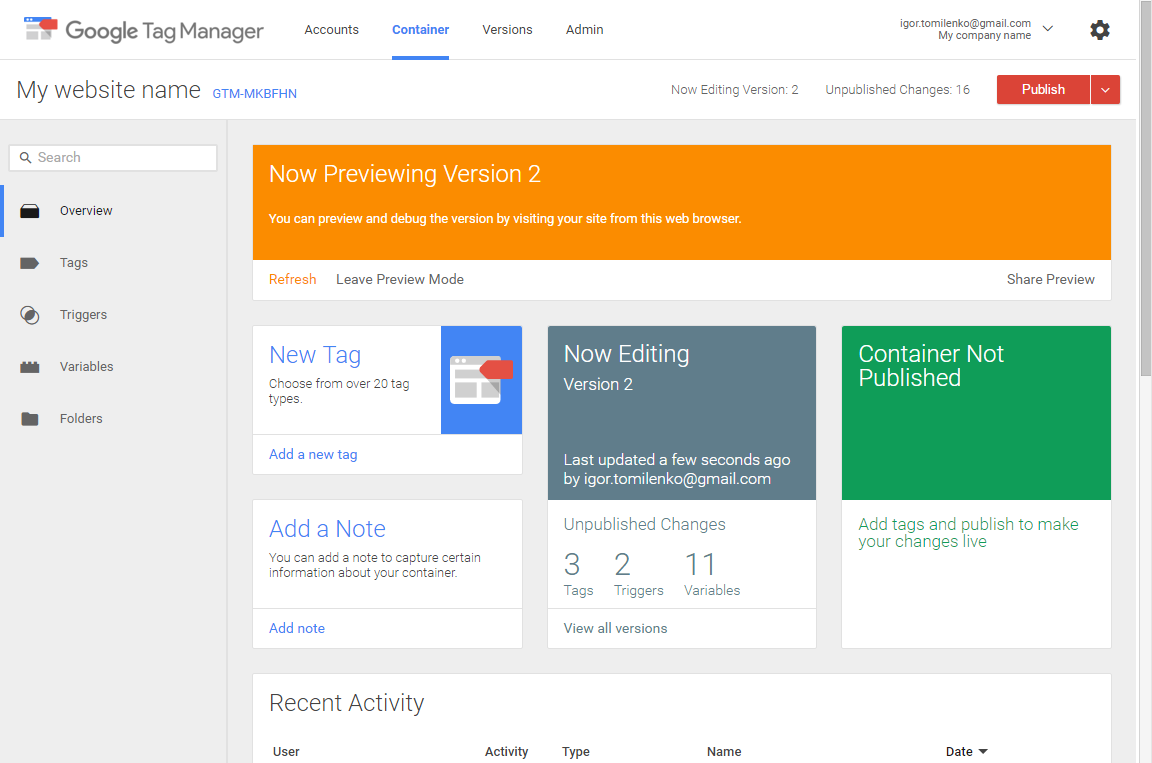 Google Tag Manager
Accounts
Container
Versions
Admin
igor.tomilenko@gmail.com
My company name
My website name GTM-MKBFHN
Now Editing Version: 2
Unpublished Changes: 16
Publish
Search
Overview
Tags
Triggers
Variables
Folders
Now Previewing Version 2
You can preview and debug the version by visiting your site from this web browser.
Refresh
Leave Preview Mode
Share Preview
New Tag
Choose from over 20 tag
types.
Add a new tag
Add a Note
You can add a note to capture certain
information about your container.
Add note
Now Editing
Version 2
Last updated a few seconds ago
by igor.tomilenko@gmail.com
Unpublished Changes
3 2 11
Tags Triggers Variables
View all versions
Container Not
Published
Add tags and publish to make
your changes live
Recent Activity
User Activity Type Name Date